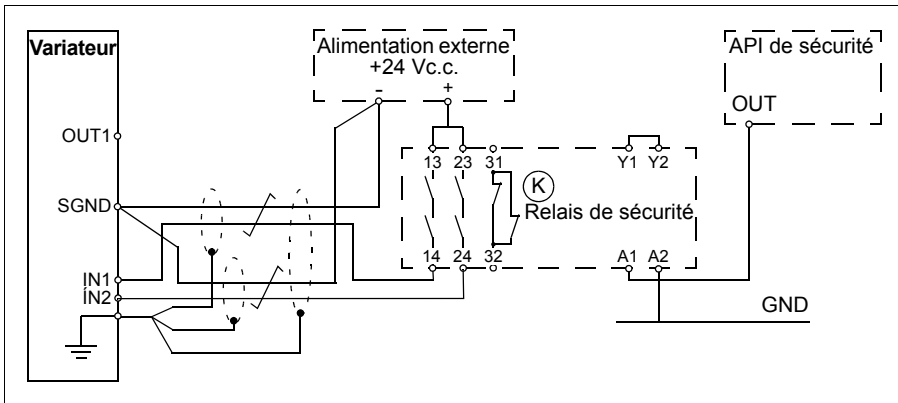 Variateur
Alimentation externe
+24 Vc.c.
- +
API de sécurité
OUT
OUT1
13 23 31 Y1 Y2
K
Relais de sécurité
SGND
14 24 32 A1 A2
IN1
IN2
GND